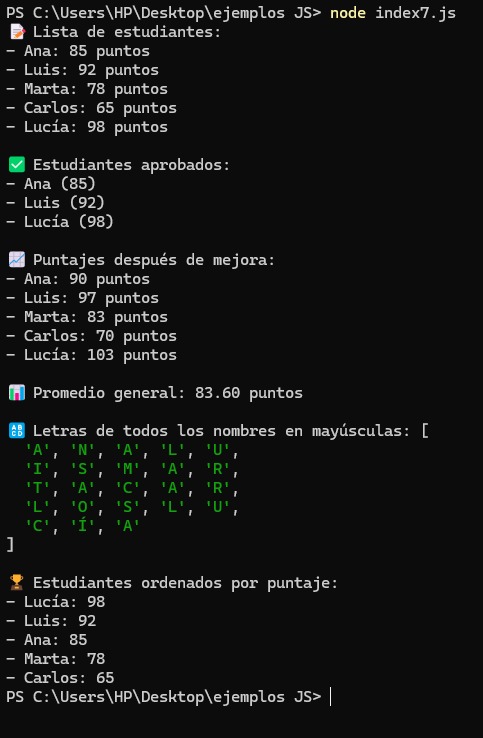 PS C:\Users\HP\Desktop\ejemplos JS> node index7.js
📝 Lista de estudiantes:
- Ana: 85 puntos
- Luis: 92 puntos
- Marta: 78 puntos
- Carlos: 65 puntos
- Lucía: 98 puntos
✅ Estudiantes aprobados:
- Ana (85)
- Luis (92)
- Lucía (98)
📈 Puntajes después de mejora:
- Ana: 90 puntos
- Luis: 97 puntos
- Marta: 83 puntos
- Carlos: 70 puntos
- Lucía: 103 puntos
📊 Promedio general: 83.60 puntos
🔠 Letras de todos los nombres en mayúsculas: [
'A', 'N', 'A', 'L', 'U',
'I', 'S', 'M', 'A', 'R',
'T', 'A', 'C', 'A', 'R',
'L', 'O', 'S', 'L', 'U',
'C', 'Í', 'A'
]
🏆 Estudiantes ordenados por puntaje:
- Lucía: 98
- Luis: 92
- Ana: 85
- Marta: 78
- Carlos: 65
PS C:\Users\HP\Desktop\ejemplos JS>